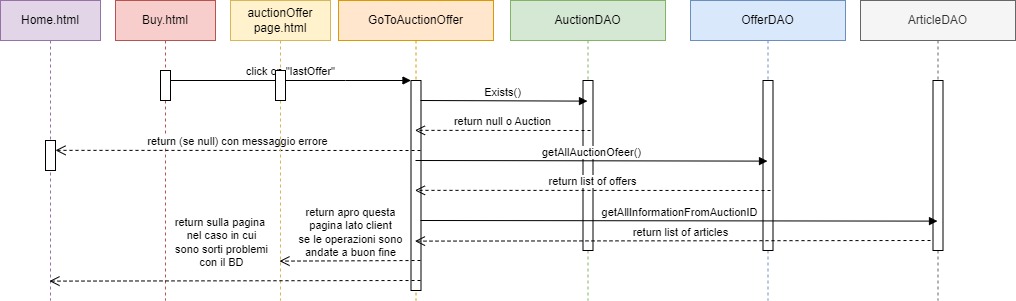 Home.html
Buy.html
auctionOffer
page.html
GoToAuctionOffer
AuctionDAO
OfferDAO
ArticleDAO
click on "lastOffer"
Exists()
return null o Auction
return (se null) con messaggio errore
getAllAuctionOfeer()
return list of offers
getAllInformationFromAuctionID
return list of articles
return apro questa
pagina lato client
se le operazioni sono
andate a buon fine
return sulla pagina
nel caso in cui
sono sorti problemi
con il BD